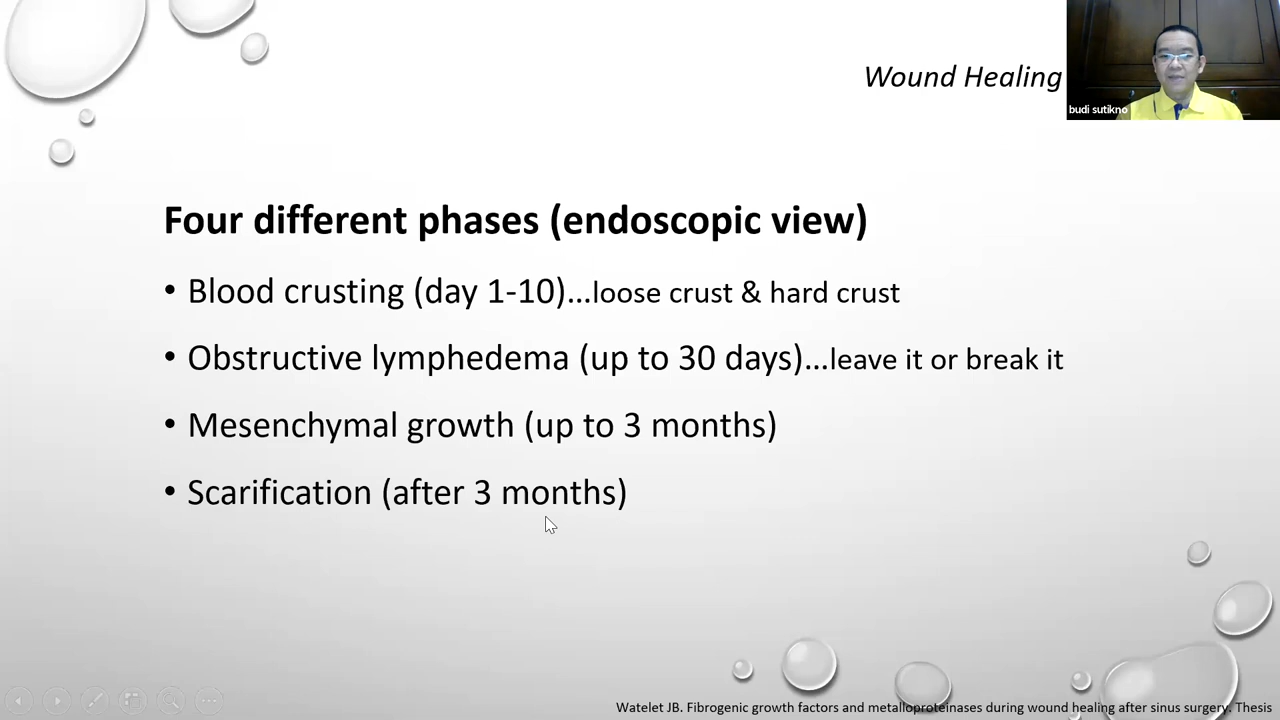 Wound Healing
budi sutikno
Four different phases (endoscopic view)
• Blood crusting (day 1-10)...loose crust & hard crust
• Obstructive lymphedema (up to 30 days)...leave it or break it
• Mesenchymal growth (up to 3 months)
• Scarification (after 3 months)
Watelet JB. Fibrogenic growth factors and metalloproteinases during wound healing after sinus surgery. Thesis